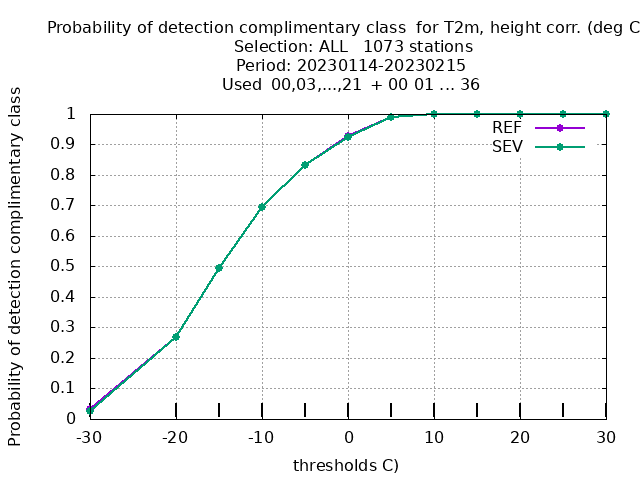 Probability of detection complimentary class for T2m, height corr. (deg C
Selection: ALL 1073 stations
Period: 20230114-20230215
Used 00,03,...,21 + 00 01 ... 36
Probability of detection complimentary class
1
0.9
0.8
0.7
0.6
0.5
0.4
0.3
0.2
0.1
0
REF
SEV
-30 -20 -10 0 10 20 30
thresholds C)